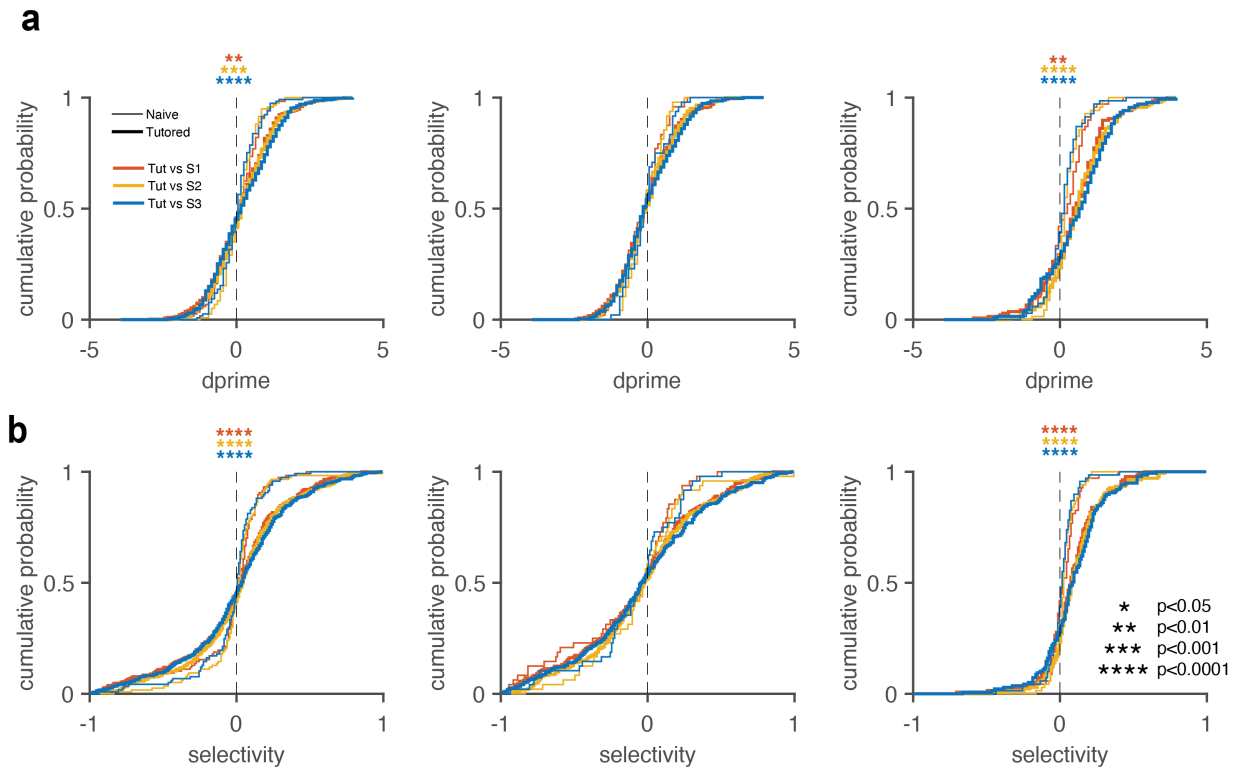 a
**
***
****
**
****
****
cumulative probability
1
0.5
0
Naive
Tutored
Tut vs S1
Tut vs S2
Tut vs S3
-5
0
5
dprime
cumulative probability
1
0.5
0
-5
0
5
dprime
cumulative probability
1
0.5
0
-5
0
5
dprime
b
****
****
****
****
****
****
cumulative probability
1
0.5
0
-1
0
1
selectivity
cumulative probability
1
0.5
0
-1
0
1
selectivity
cumulative probability
1
0.5
0
* p<0.05
** p<0.01
*** p<0.001
**** p<0.0001
-1
0
1
selectivity